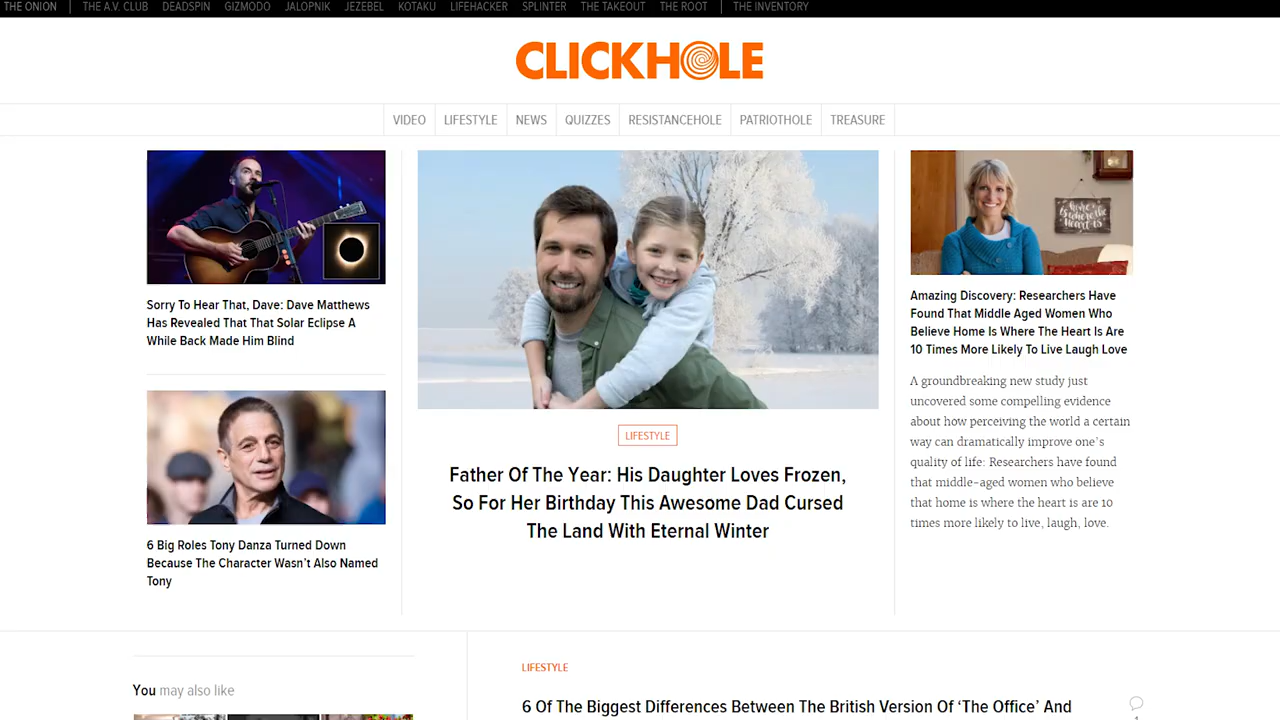 THE ONION THE A.V. CLUB DEADSPIN GIZMODO JALOPNIK JEZEBEL KOTAKU LIFEHACKER SPLINTER THE TAKEOUT THE ROOT THE INVENTORY
CLICKHOLE
VIDEO LIFESTYLE NEWS QUIZZES RESISTANCEHOLE PATRIOTHOLE TREASURE
Sorry To Hear That, Dave: Dave Matthews
Has Revealed That That Solar Eclipse A
While Back Made Him Blind
6 Big Roles Tony Danza Turned Down
Because The Character Wasn't Also Named
Tony
LIFESTYLE
Father Of The Year: His Daughter Loves Frozen,
So For Her Birthday This Awesome Dad Cursed
The Land With Eternal Winter
home is
where the
heart is
Amazing Discovery: Researchers Have
Found That Middle Aged Women Who
Believe Home Is Where The Heart Is Are
10 Times More Likely To Live Laugh Love
A groundbreaking new study just
uncovered some compelling evidence
about how perceiving the world a certain
way can dramatically improve one's
quality of life: Researchers have found
that middle-aged women who believe
that home is where the heart is are 10
times more likely to live, laugh, love.
You may also like
LIFESTYLE
6 Of The Biggest Differences Between The British Version Of 'The Office' And